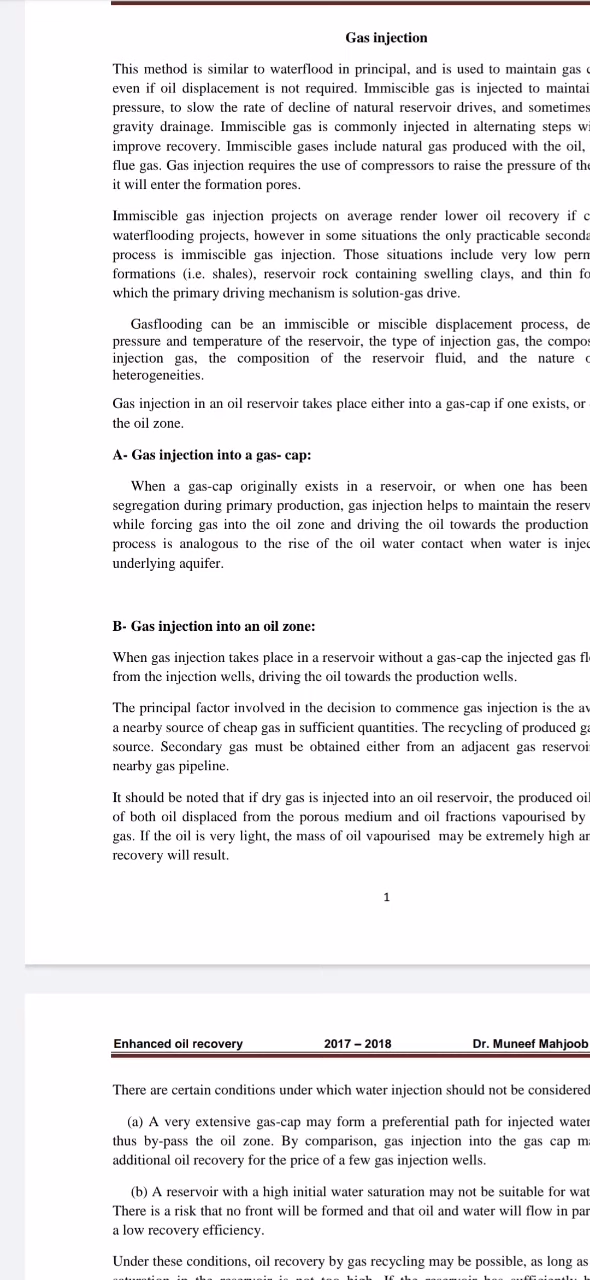 Gas injection
This method is similar to waterflood in principal, and is used to maintain gas
even if oil displacement is not required. Immiscible gas is injected to
pressure, to slow the rate of decline of natural reservoir drives, and sometimes
gravity drainage. Immiscible gas is commonly injected in alternating steps
improve recovery. Immiscible gases include natural gas produced with the oil,
flue gas. Gas injection requires the use of compressors to raise the pressure of
it will enter the formation pores.
Immiscible gas injection projects on average render lower oil recovery if
waterflooding projects, however in some situations the only practicable
process is immiscible gas injection. Those situations include very low
formations (i.e. shales), reservoir rock containing swelling clays, and thin
which the primary driving mechanism is solution-gas drive.
Gasflooding can be an immiscible or miscible displacement process,
pressure and temperature of the reservoir, the type of injection gas, the
injection gas, the composition of the reservoir fluid, and the nature
heterogeneities.
Gas injection in an oil reservoir takes place either into a gas-cap if one exists, or
the oil zone.
A- Gas injection into a gas- cap:
When a gas-cap originally exists in a reservoir, or when one has been
segregation during primary production, gas injection helps to maintain the
while forcing gas into the oil zone and driving the oil towards the production
process is analogous to the rise of the oil water contact when water is
underlying aquifer.
B- Gas injection into an oil zone:
When gas injection takes place in a reservoir without a gas-cap the injected gas
from the injection wells, driving the oil towards the production wells.
The principal factor involved in the decision to commence gas injection is the
a nearby source of cheap gas in sufficient quantities. The recycling of produced
source. Secondary gas must be obtained either from an adjacent gas
nearby gas pipeline.
It should be noted that if dry gas is injected into an oil reservoir, the produced oil
of both oil displaced from the porous medium and oil fractions vapourised by
gas. If the oil is very light, the mass of oil vapourised may be extremely high
recovery will result.
1
Enhanced oil recovery 2017 – 2018 Dr. Muneef Mahjoob
There are certain conditions under which water injection should not be considered
(a) A very extensive gas-cap may form a preferential path for injected water
thus by-pass the oil zone. By comparison, gas injection into the gas cap
additional oil recovery for the price of a few gas injection wells.
(b) A reservoir with a high initial water saturation may not be suitable for
There is a risk that no front will be formed and that oil and water will flow in
a low recovery efficiency.
Under these conditions, oil recovery by gas recycling may be possible, as long as